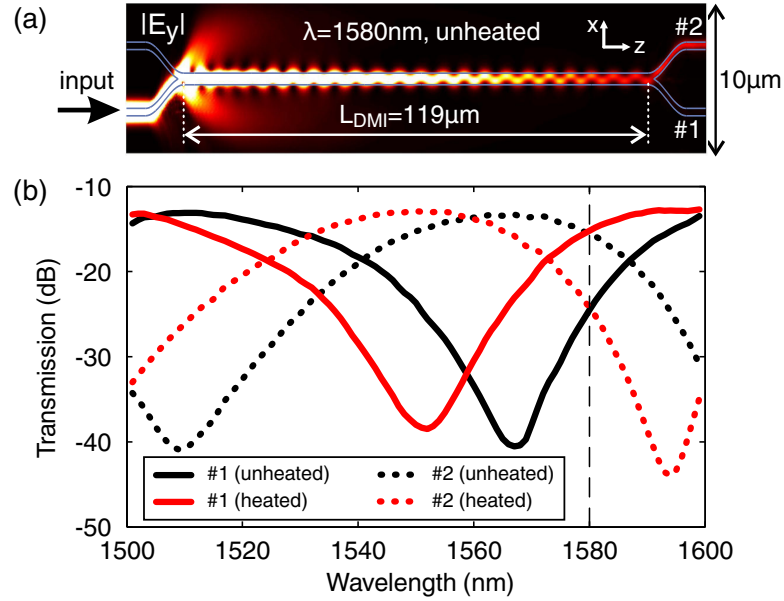 (a)
|Ey|
λ=1580nm, unheated
x
z
#2
input
10μm
LDMI=119μm
#1
(b)
-10
-20
-30
-40
-50
Transmission (dB)
#1 (unheated)
#2 (unheated)
#1 (heated)
#2 (heated)
1500
1520
1540
1560
1580
1600
Wavelength (nm)